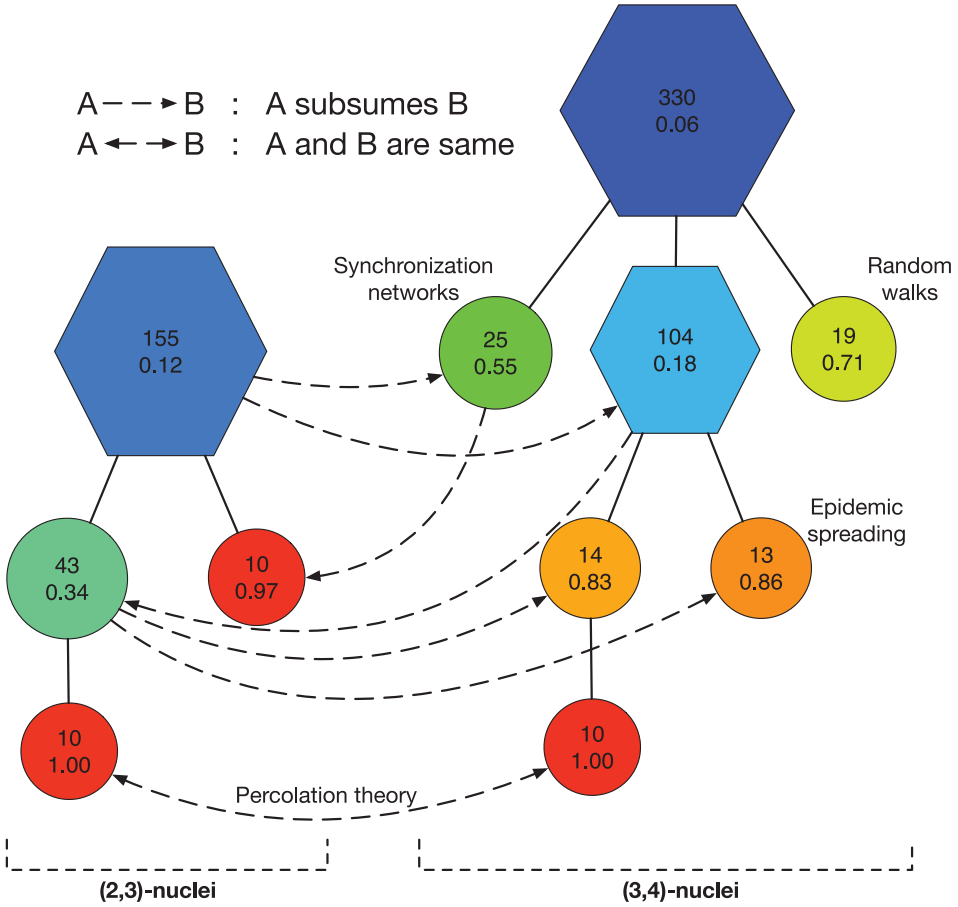 A B : A subsumes B
A B : A and B are same
330
0.06
Synchronization
networks
Random
walks
155
0.12
25
0.55
104
0.18
19
0.71
Epidemic
spreading
43
0.34
10
0.97
14
0.83
13
0.86
10
1.00
10
1.00
Percolation theory
(2,3)-nuclei
(3,4)-nuclei